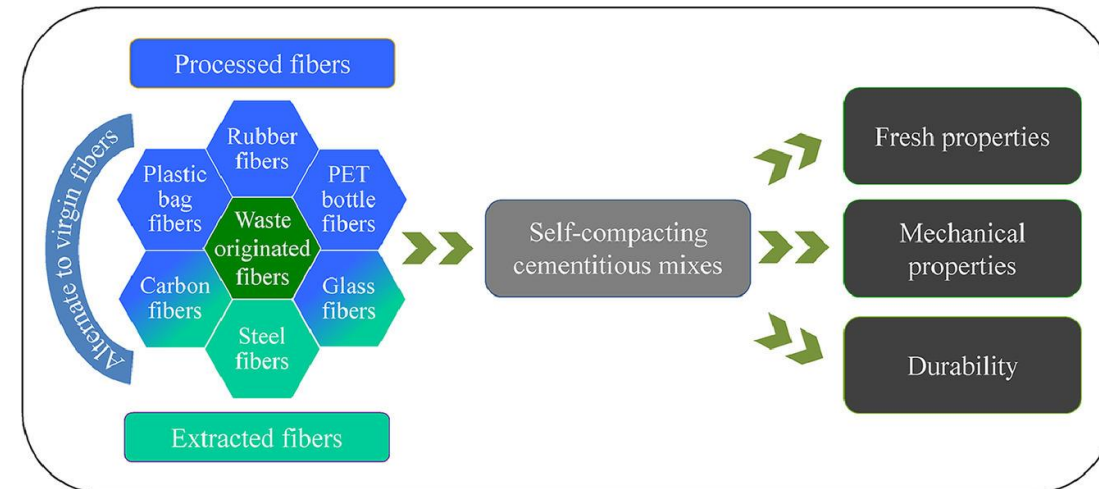 Processed fibers
Alternate to virgin fibers
Rubber
fibers
Plastic
bag
fibers
PET
bottle
fibers
Waste
originated
fibers
Carbon
fibers
Glass
fibers
Steel
fibers
Extracted fibers
Self-compacting
cementitious mixes
Fresh properties
Mechanical
properties
Durability